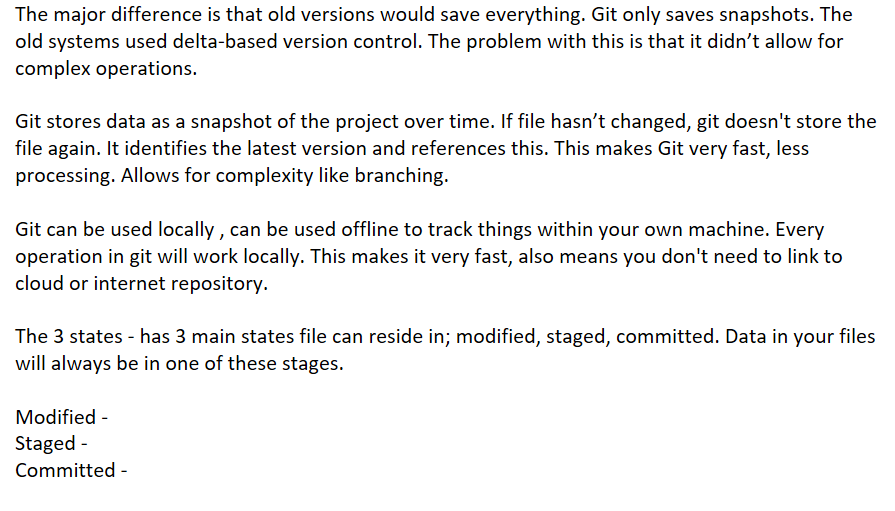 The major difference is that old versions would save everything. Git only saves snapshots. The
old systems used delta-based version control. The problem with this is that it didn’t allow for
complex operations.
Git stores data as a snapshot of the project over time. If file hasn’t changed, git doesn't store the
file again. It identifies the latest version and references this. This makes Git very fast, less
processing. Allows for complexity like branching.
Git can be used locally , can be used offline to track things within your own machine. Every
operation in git will work locally. This makes it very fast, also means you don't need to link to
cloud or internet repository.
The 3 states - has 3 main states file can reside in; modified, staged, committed. Data in your files
will always be in one of these stages.
Modified -
Staged -
Committed -